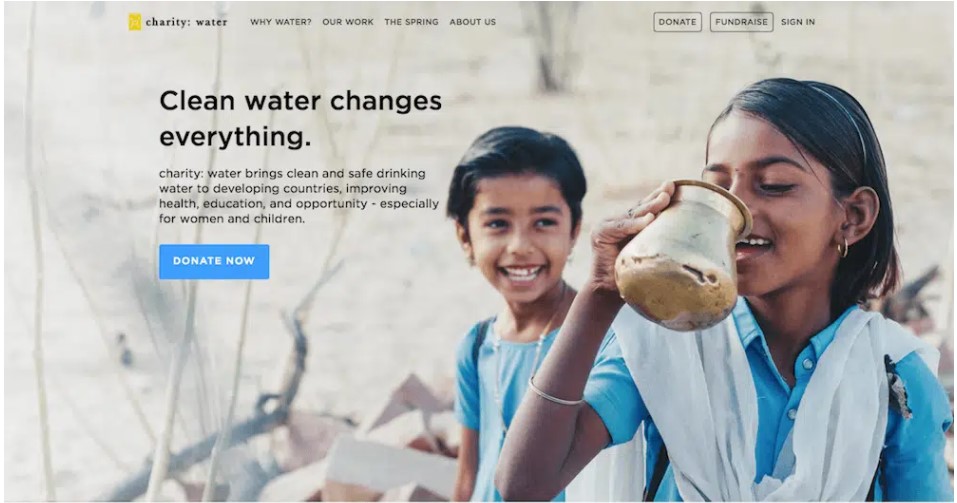 charity: water WHY WATER? OUR WORK THE SPRING ABOUT US DONATE FUNDRAISE SIGN IN
Clean water changes
everything.
charity: water brings clean and safe drinking
water to developing countries, improving
health, education, and opportunity - especially
for women and children.
DONATE NOW